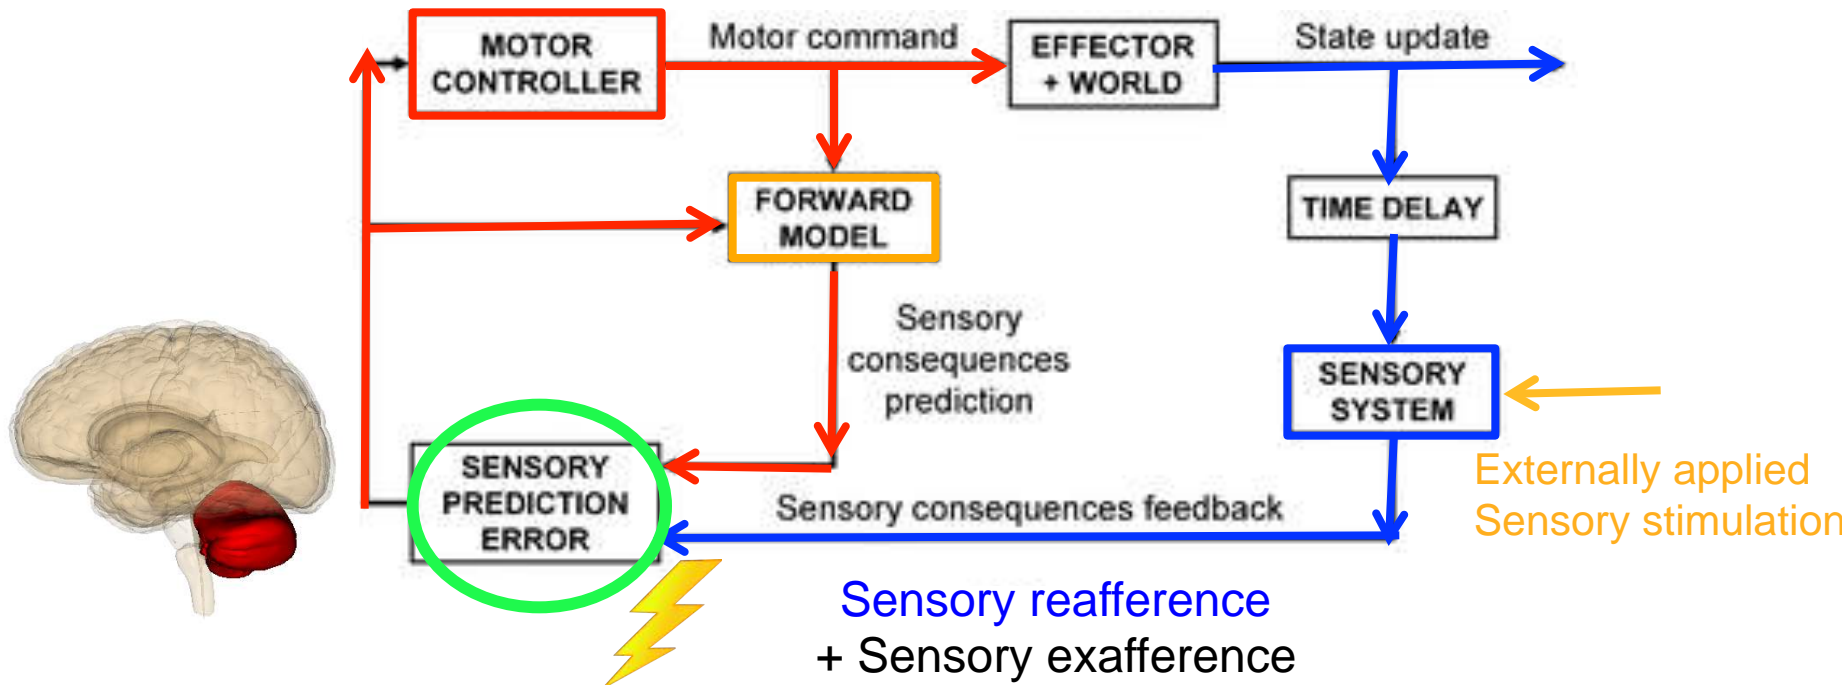 MOTOR
CONTROLLER
Motor command
EFFECTOR
+ WORLD
State update
FORWARD
MODEL
TIME DELAY
Sensory
consequences
prediction
SENSORY
SYSTEM
Externally applied
Sensory stimulation
SENSORY
PREDICTION
ERROR
Sensory consequences feedback
Sensory reafference
+ Sensory exafference